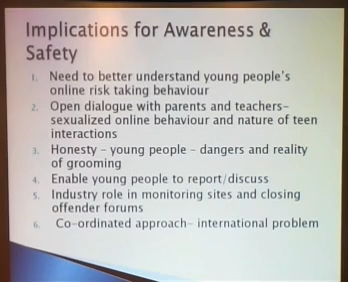 Implications for Awareness &
Safety
1. Need to better understand young people's
online risk taking behaviour
2. Open dialogue with parents and teachers-
sexualized online behaviour and nature of teen
interactions
3. Honesty - young people - dangers and reality
of grooming
4. Enable young people to report/discuss
5. Industry role in monitoring sites and closing
offender forums
6. Co-ordinated approach- international problem